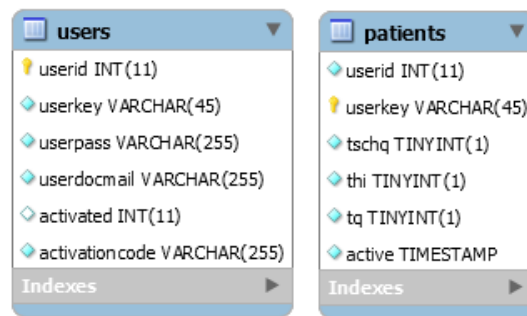 users
userid INT(11)
userkey VARCHAR(45)
userpass VARCHAR(255)
userdocmail VARCHAR(255)
activated INT(11)
activationcode VARCHAR(255)
Indexes
patients
userid INT(11)
userkey VARCHAR(45)
tschq TINYINT(1)
thi TINYINT(1)
tq TINYINT(1)
active TIMESTAMP
Indexes